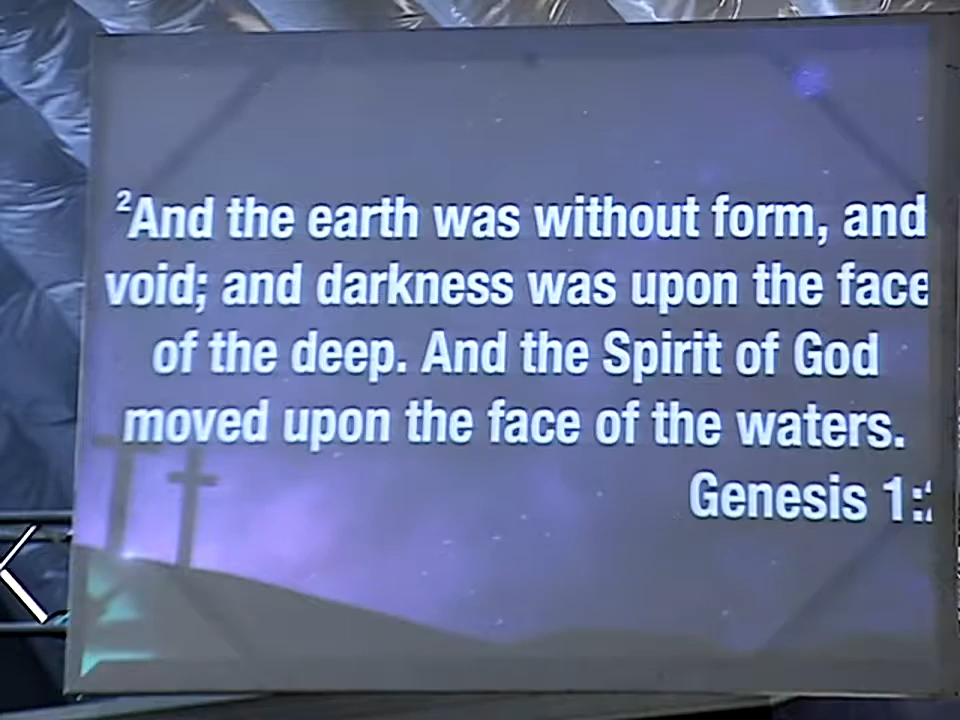 ²And the earth was without form, and
void; and darkness was upon the face
of the deep. And the Spirit of God
moved upon the face of the waters.
Genesis 1:2